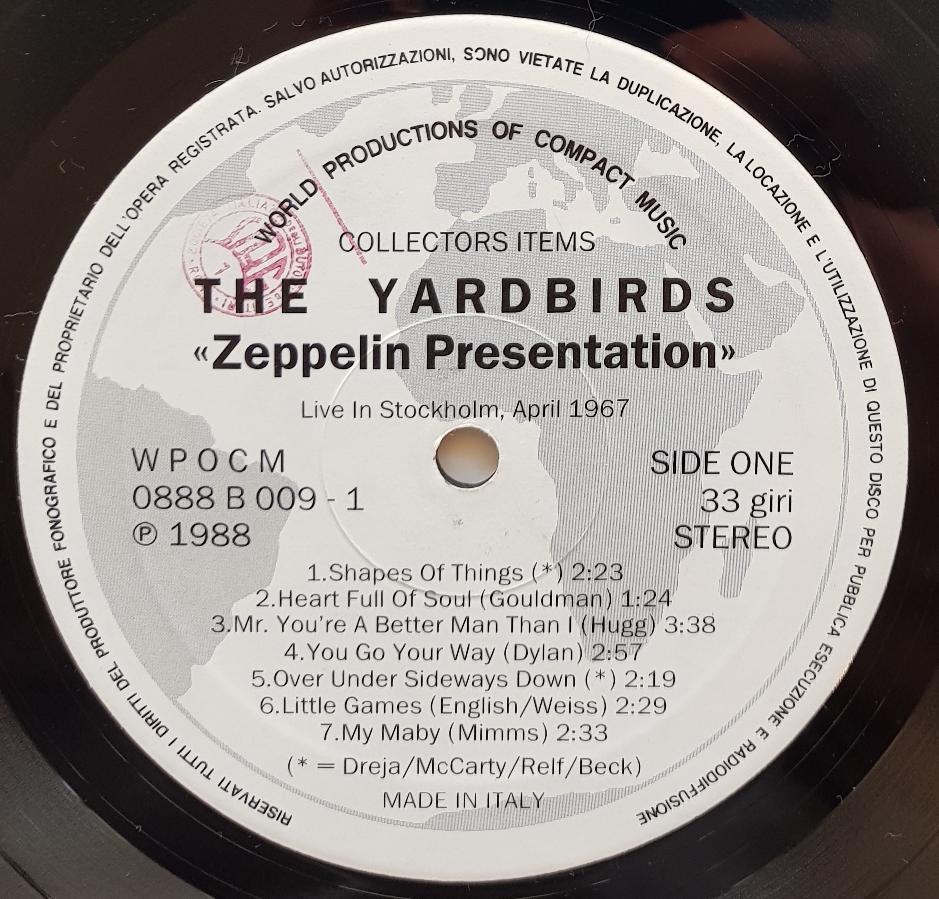 RISERVATI TUTTI I DIRITTI DEL PRODUTTORE FONOGRAFICO E DEL PROPRIETARIO DELL'OPERA REGISTRATA. SALVO AUTORIZZAZIONI, SONO VIETATE LA DUPLICAZIONE, LA LOCAZIONE E L'UTILIZZAZIONE DI QUESTO DISCO PER PUBBLICA ESECUZIONE E RADIODIFFUSIONE
WORLD PRODUCTIONS OF COMPACT MUSIC
COLLECTORS ITEMS
THE YARDBIRDS
«Zeppelin Presentation»
Live In Stockholm, April 1967
W P O C M
0888 B 009 - 1
℗ 1988
SIDE ONE
33 giri
STEREO
1.Shapes Of Things (*) 2:23
2.Heart Full Of Soul (Gouldman) 1:24
3.Mr. You're A Better Man Than I (Hugg) 3:38
4.You Go Your Way (Dylan) 2:57
5.Over Under Sideways Down (*) 2:19
6.Little Games (English/Weiss) 2:29
7.My Maby (Mimms) 2:33
(* = Dreja/McCarty/Relf/Beck)
MADE IN ITALY